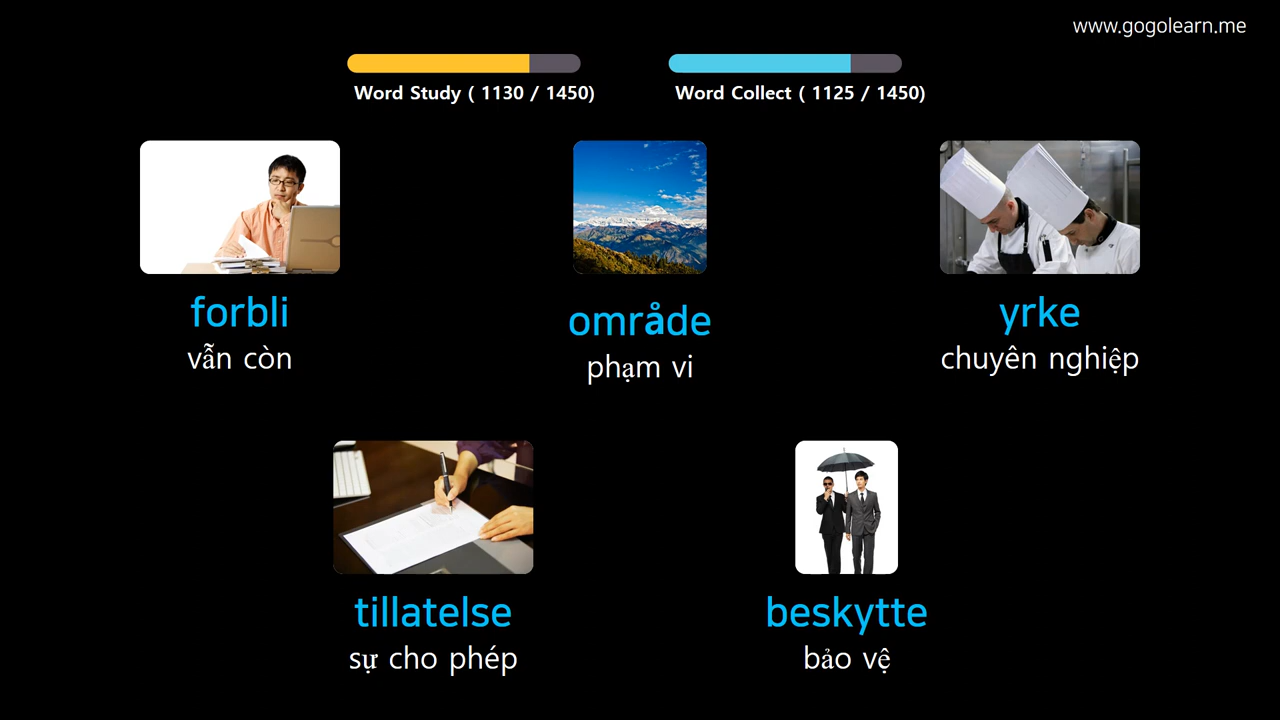 www.gogolearn.me
Word Study ( 1130 / 1450)
Word Collect ( 1125 / 1450)
forbli
vẫn còn
område
phạm vi
yrke
chuyên nghiệp
tillatelse
sự cho phép
beskytte
bảo vệ